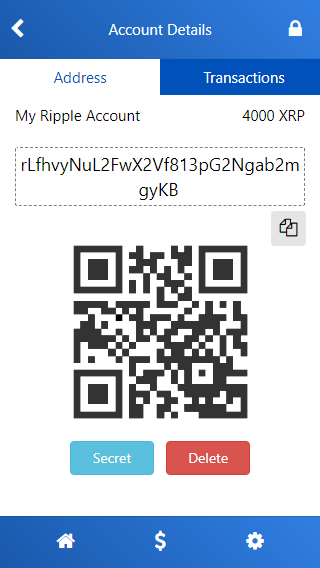 Account Details
Address Transactions
My Ripple Account 4000 XRP
rLfhvyNuL2FwX2Vf813pG2Ngab2m
gyKB
Secret Delete
$